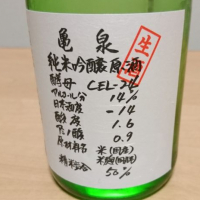 亀泉
生酒
純米吟醸原酒
酵母 CEL-24
アルコール分 14%
日本酒度 -14
酸度 1.6
アミノ酸 0.9
原材料名 米(国産)
米麹(国産米)
精米歩合 50%